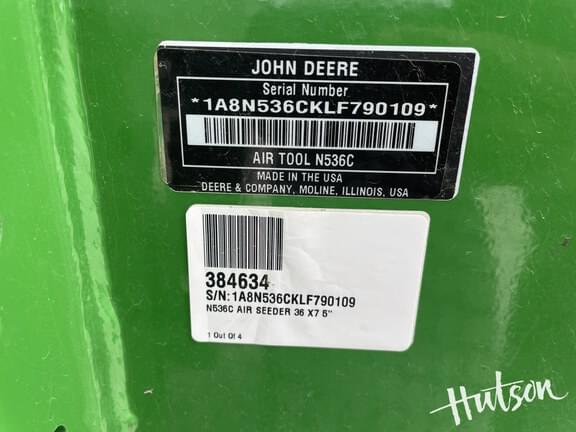 JOHN DEERE
Serial Number
*1A8N536CKLF790109*
AIR TOOL N536C
MADE IN THE USA
DEERE & COMPANY, MOLINE, ILLINOIS, USA
384634
S/N:1A8N536CKLF790109
N536C AIR SEEDER 36 X7 5"
1 Out Of 4
Hutson